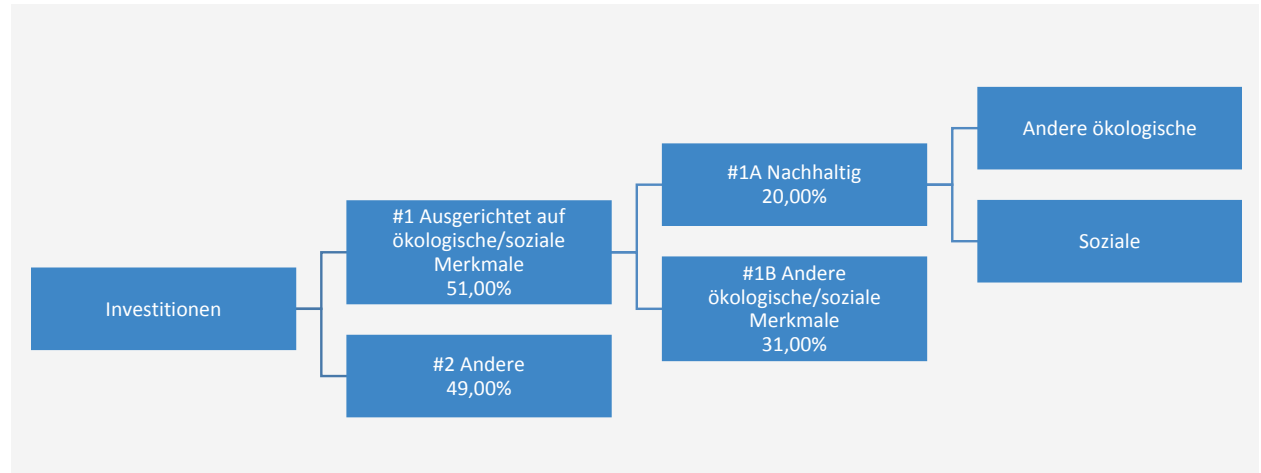 Investitionen
#1 Ausgerichtet auf
ökologische/soziale
Merkmale
51,00%
#2 Andere
49,00%
#1A Nachhaltig
20,00%
#1B Andere
ökologische/soziale
Merkmale
31,00%
Andere ökologische
Soziale